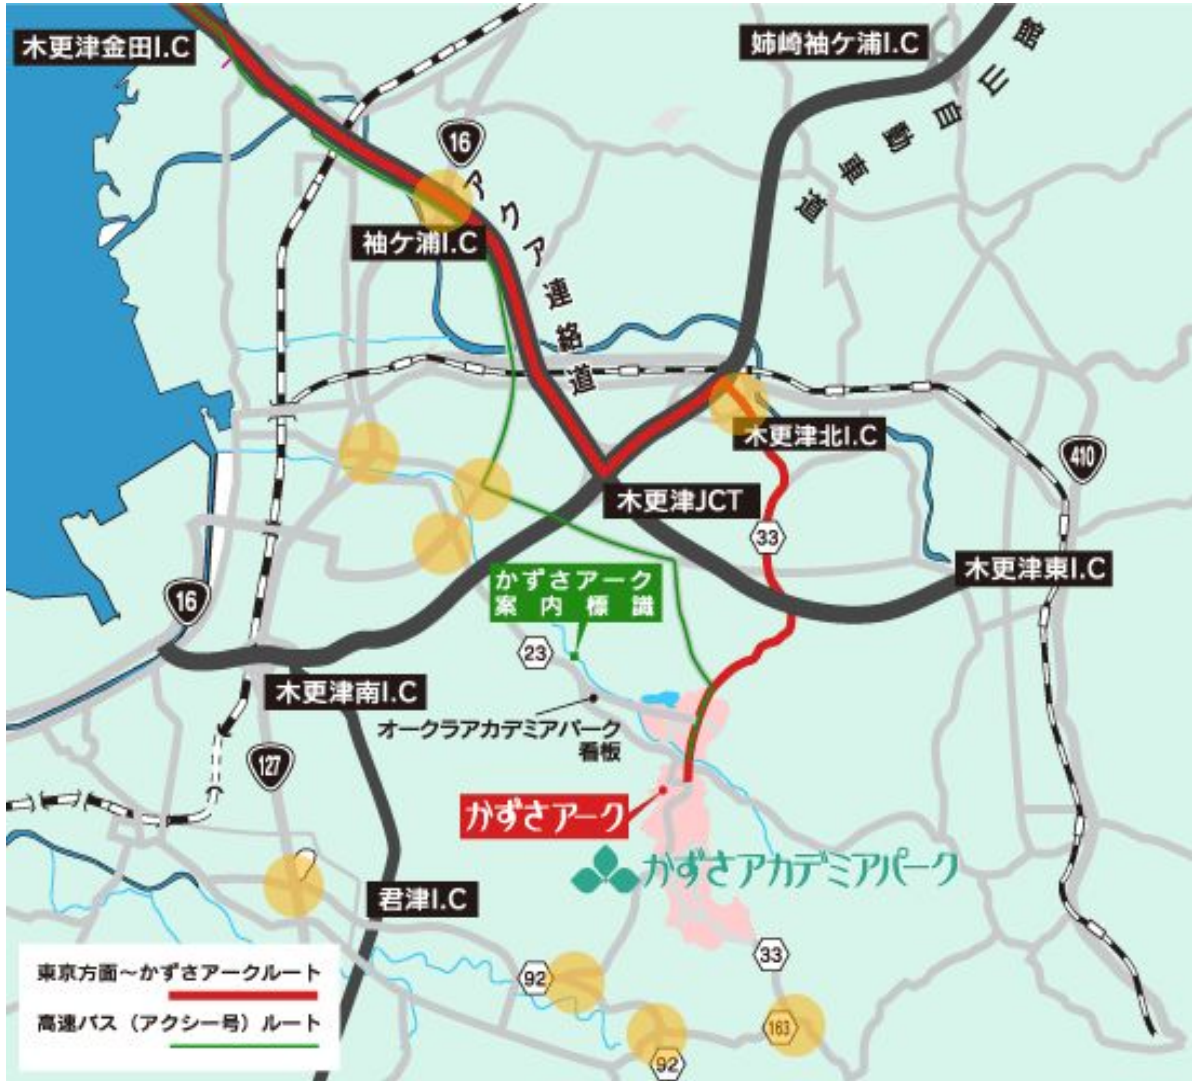 木更津金田I.C
姉崎袖ケ浦I.C
館山自動車道
16
アクア連絡道
袖ケ浦I.C
木更津北I.C
410
木更津JCT
33
木更津東I.C
かずさアーク
案内標識
16
23
木更津南I.C
オークラアカデミアパーク
看板
127
かずさアーク
かずさアカデミアパーク
君津I.C
33
92
163
92
東京方面～かずさアークルート
高速バス（アクシー号）ルート